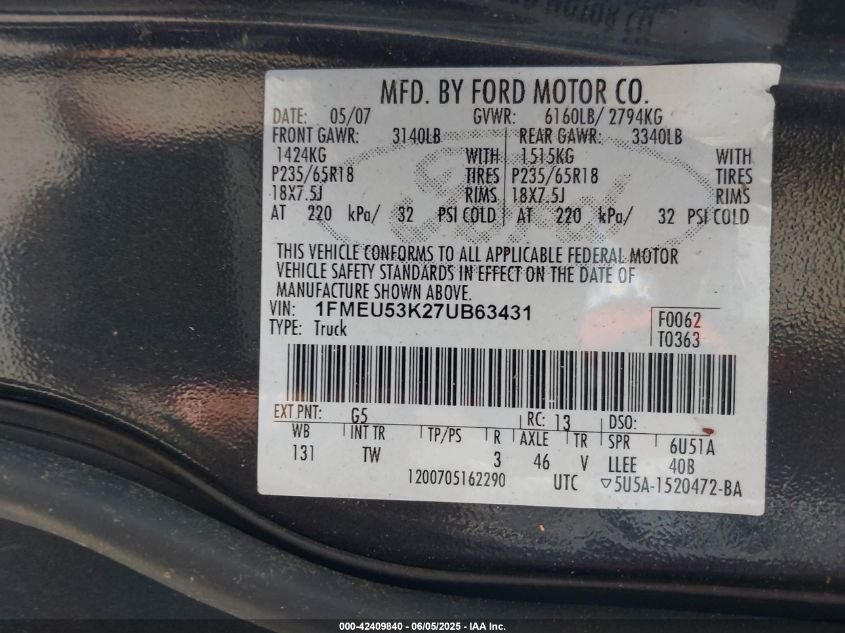 MFD. BY FORD MOTOR CO.
DATE: 05/07 GVWR: 6160LB/ 2794KG
FRONT GAWR: 3140LB REAR GAWR: 3340LB
1424KG WITH 1515KG WITH
P235/65R18 TIRES P235/65R18 TIRES
18X7.5J RIMS 18X7.5J RIMS
AT 220 kPa/ 32 PSI COLD AT 220 kPa/ 32 PSI COLD
Ford
THIS VEHICLE CONFORMS TO ALL APPLICABLE FEDERAL MOTOR
VEHICLE SAFETY STANDARDS IN EFFECT ON THE DATE OF
MANUFACTURE SHOWN ABOVE.
VIN: 1FMEU53K27UB63431
TYPE: Truck
F0062
T0363
EXT PNT: G5 RC: 13 DSO:
WB INT TR TP/PS R AXLE TR SPR 6U51A
131 TW 3 46 V LLEE 40B
1200705162290 UTC ▽5U5A-1520472-BA
000-42409840 - 06/05/2025 - IAA Inc.